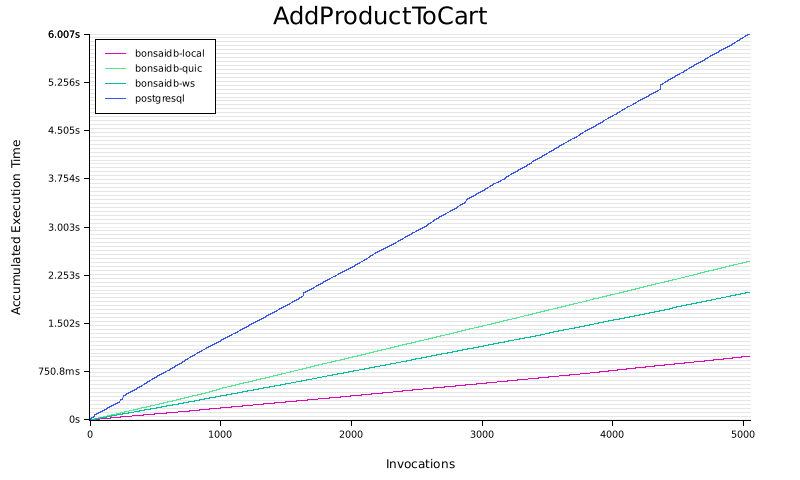 AddProductToCart
6.007s
5.256s
4.505s
3.754s
3.003s
2.253s
1.502s
750.8ms
0s
Accumulated Execution Time
bonsaidb-local
bonsaidb-quic
bonsaidb-ws
postgresql
0 1000 2000 3000 4000 5000
Invocations